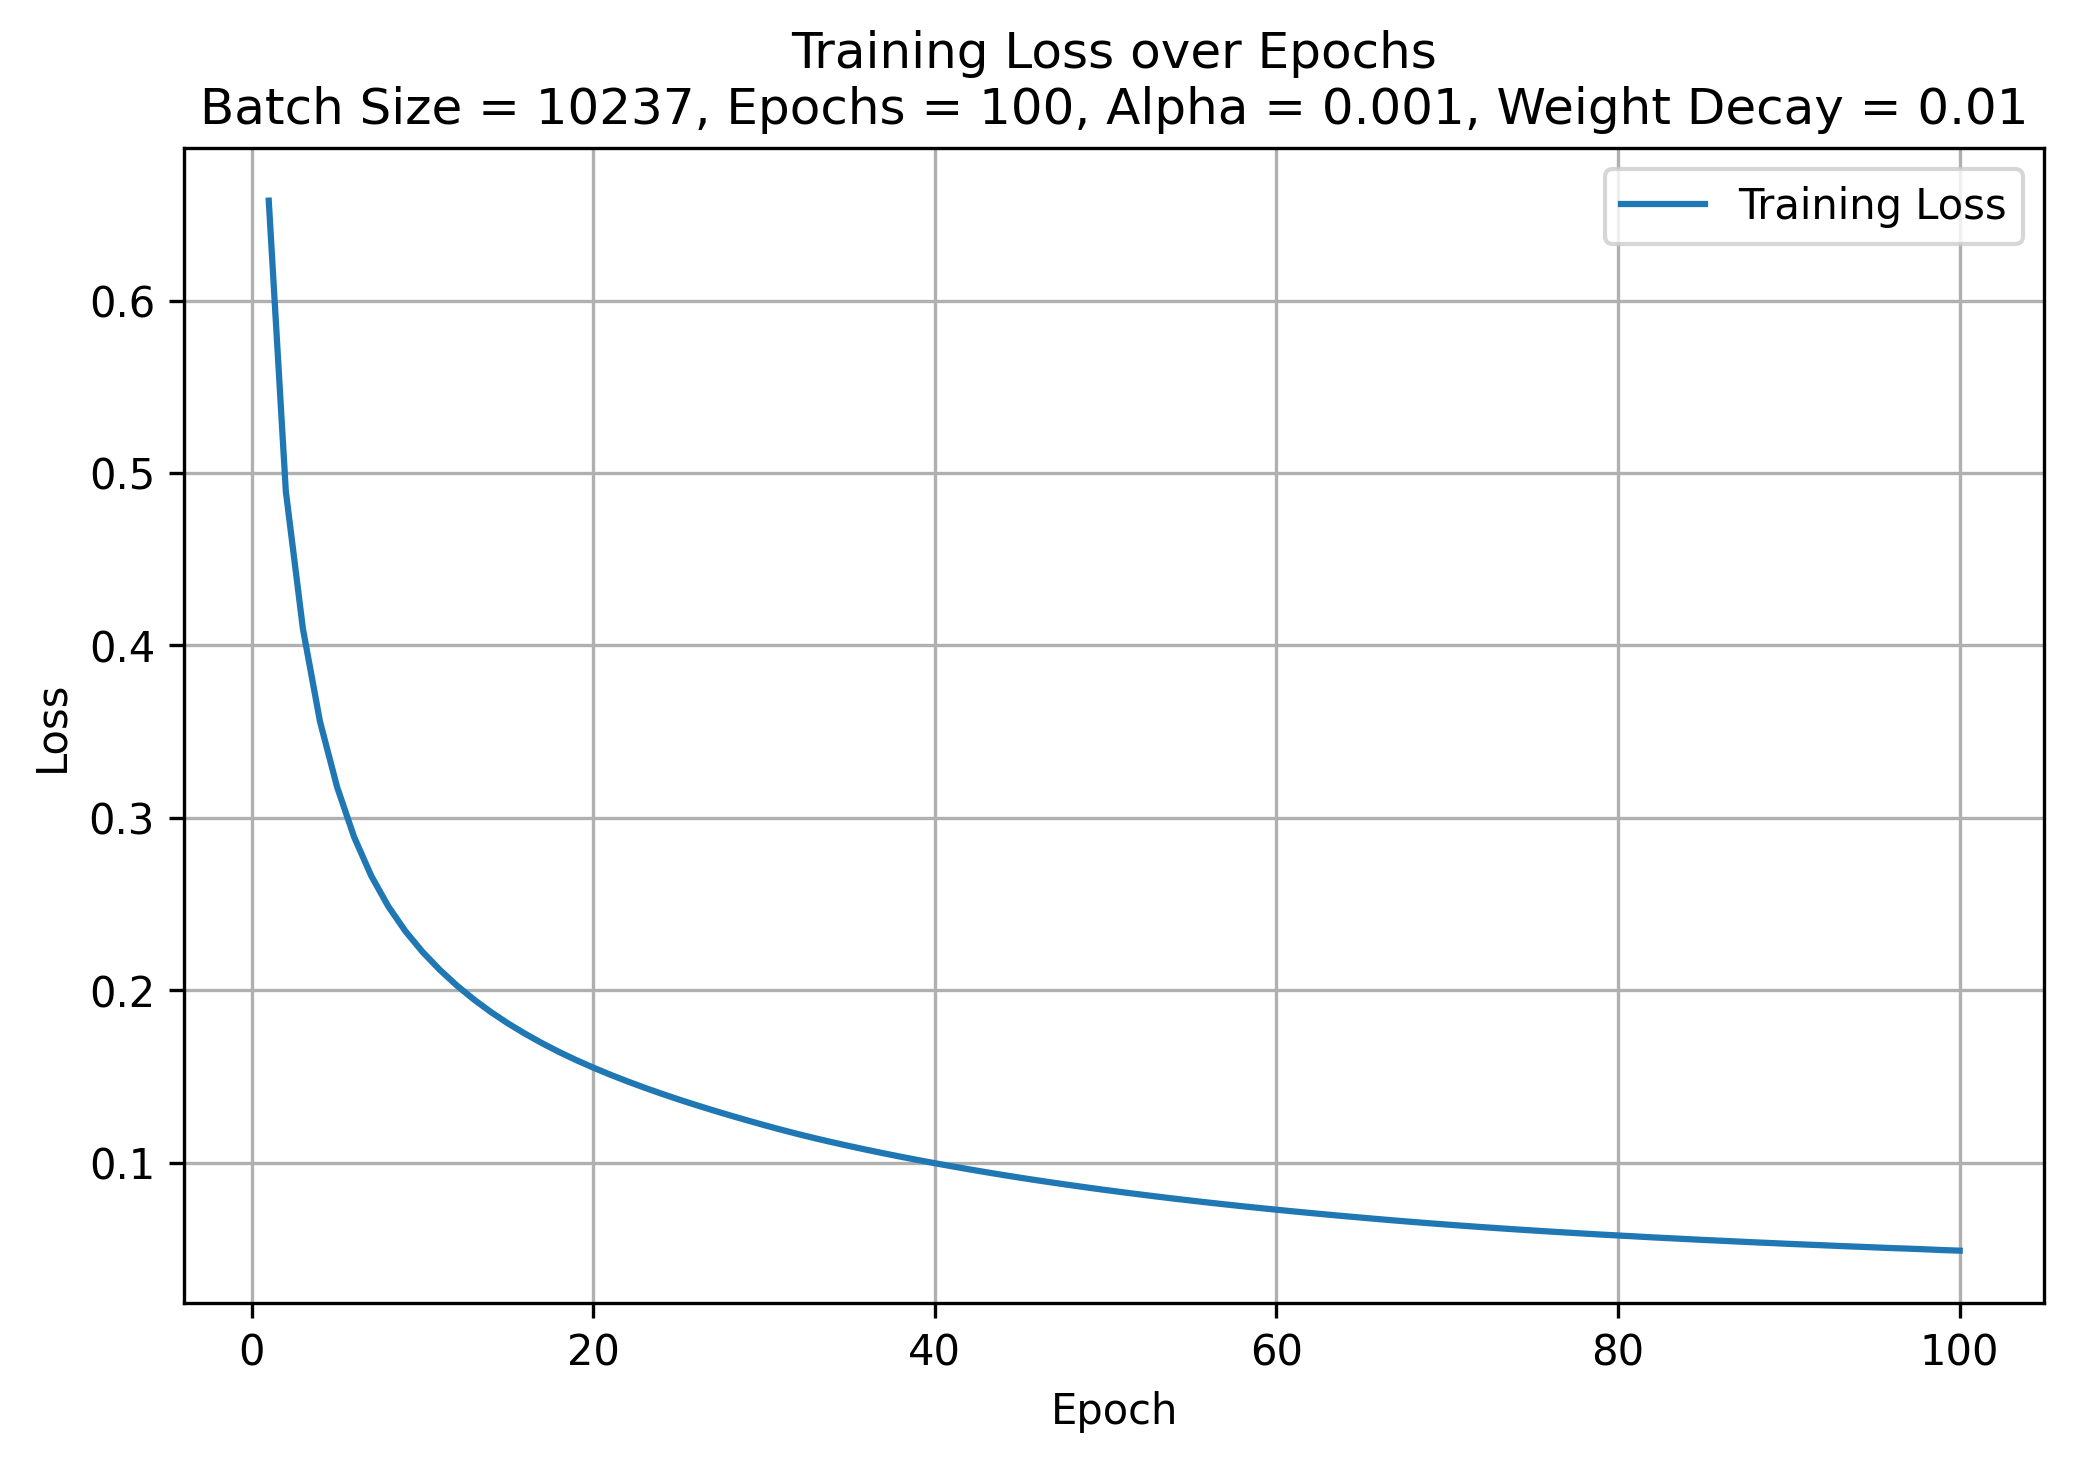 Training Loss over Epochs
Batch Size = 10237, Epochs = 100, Alpha = 0.001, Weight Decay = 0.01
Training Loss
0.6
0.5
0.4
0.3
0.2
0.1
Loss
0 20 40 60 80 100
Epoch